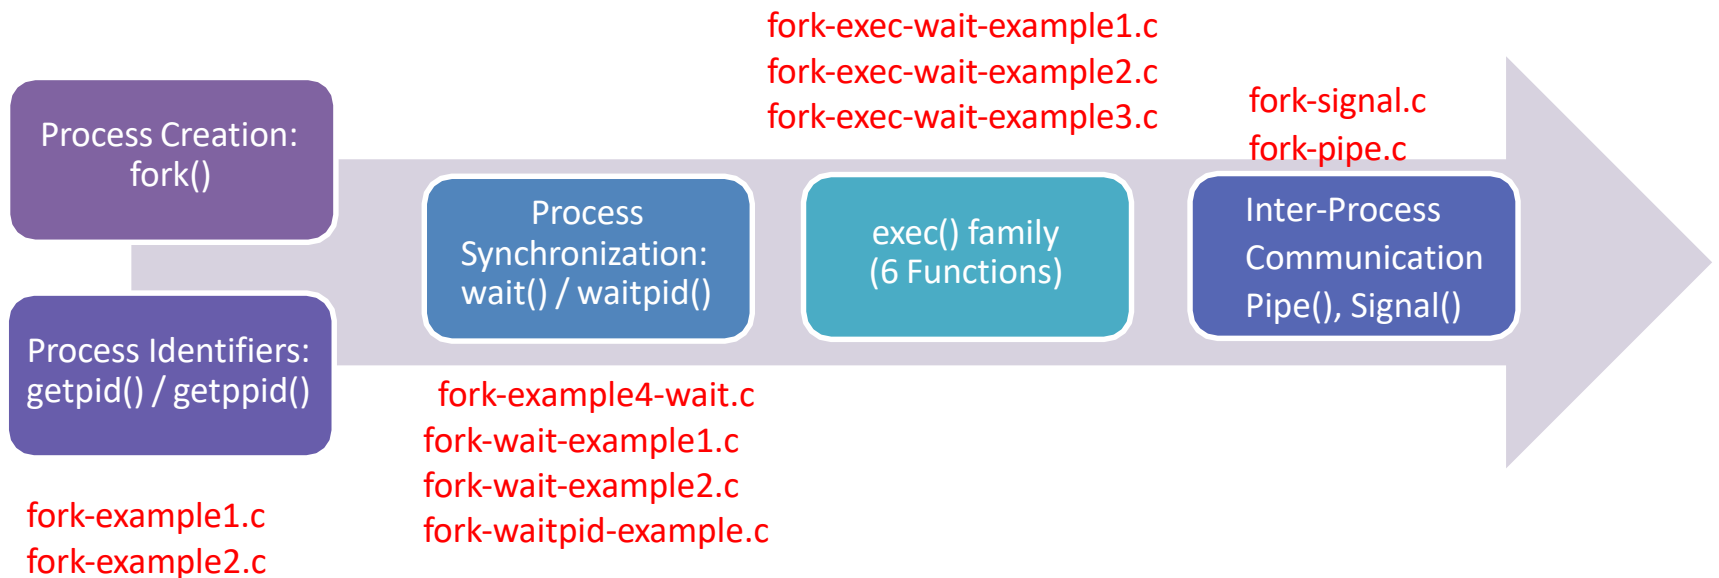 Process Creation:
fork()
Process Identifiers:
getpid() / getppid()
fork-example1.c
fork-example2.c
Process
Synchronization:
wait() / waitpid()
fork-example4-wait.c
fork-wait-example1.c
fork-wait-example2.c
fork-waitpid-example.c
fork-exec-wait-example1.c
fork-exec-wait-example2.c
fork-exec-wait-example3.c
exec() family
(6 Functions)
fork-signal.c
fork-pipe.c
Inter-Process
Communication
Pipe(), Signal()